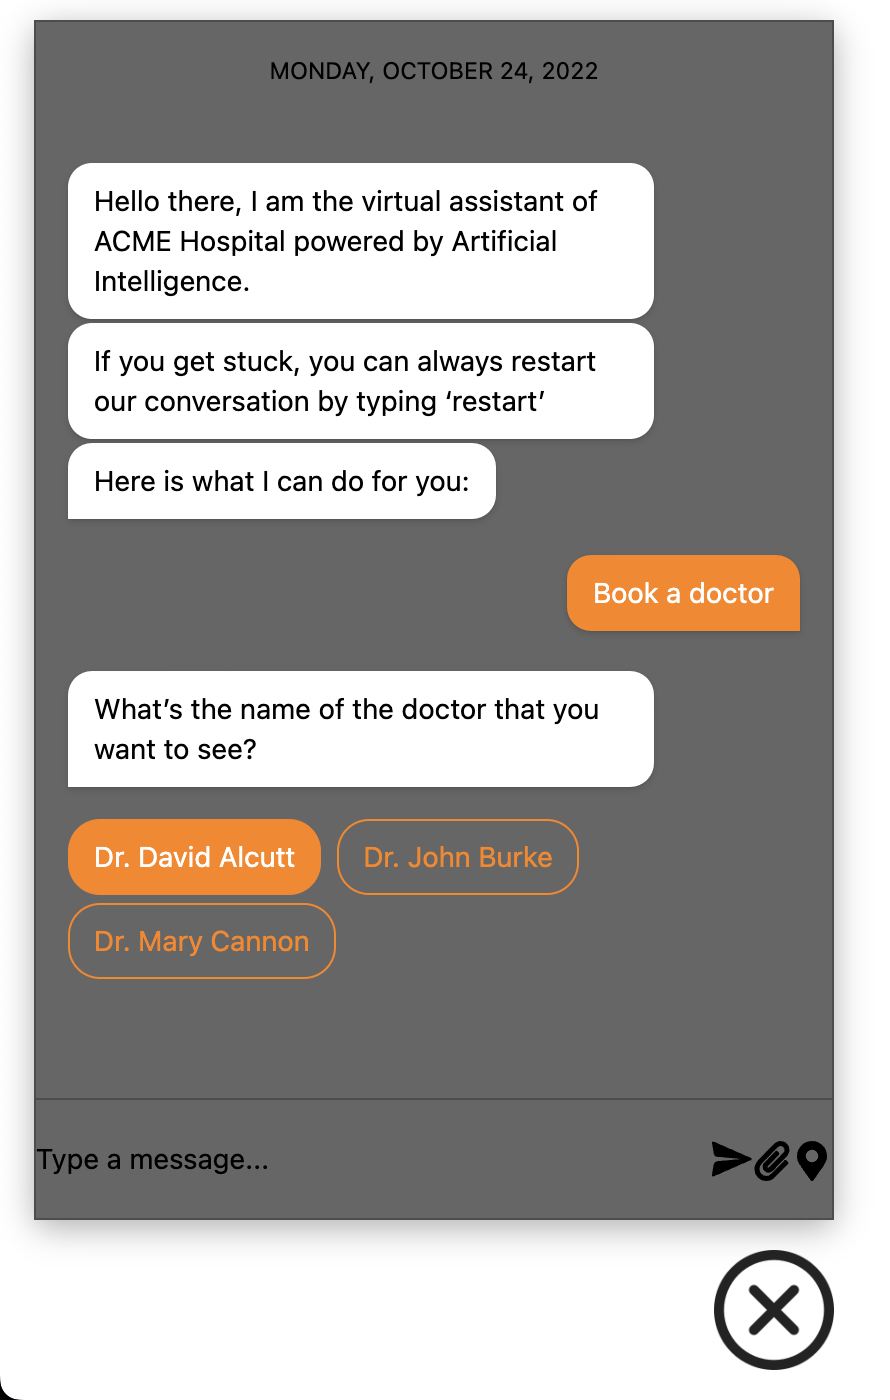 MONDAY, OCTOBER 24, 2022
Hello there, I am the virtual assistant of
ACME Hospital powered by Artificial
Intelligence.
If you get stuck, you can always restart
our conversation by typing ‘restart’
Here is what I can do for you:
Book a doctor
What’s the name of the doctor that you
want to see?
Dr. David Alcutt
Dr. John Burke
Dr. Mary Cannon
Type a message...